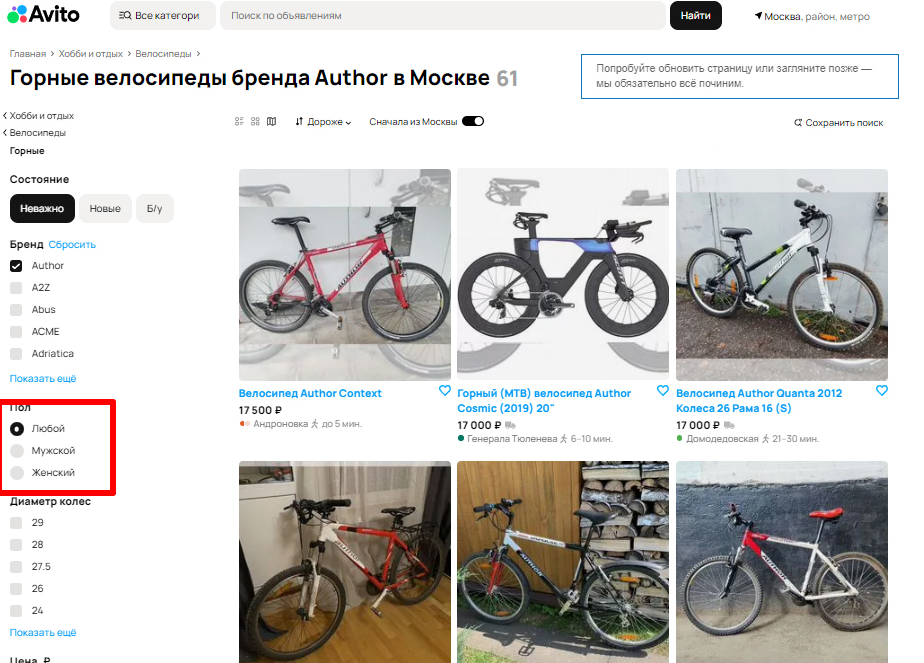 Avito
Все категори
Поиск по объявлениям
Найти
Москва, район, метро
Главная > Хобби и отдых > Велосипеды >
Горные велосипеды бренда Author в Москве 61
Попробуйте обновить страницу или загляните позже —
мы обязательно всё починим.
Хобби и отдых
Велосипеды
Горные
Дороже
Сначала из Москвы
Сохранить поиск
Состояние
Неважно Новые Б/у
Бренд Сбросить
Author
A2Z
Abus
ACME
Adriatica
Показать ещё
Пол
Любой
Мужской
Женский
Диаметр колес
29
28
27.5
26
24
Показать ещё
Цена, ₽
Велосипед Author Context
17 500 ₽
Андроновка до 5 мин.
Горный (MTB) велосипед Author
Cosmic (2019) 20"
17 000 ₽
Генерала Тюленева 6–10 мин.
Велосипед Author Quanta 2012
Колеса 26 Рама 16 (S)
17 000 ₽
Домодедовская 21–30 мин.